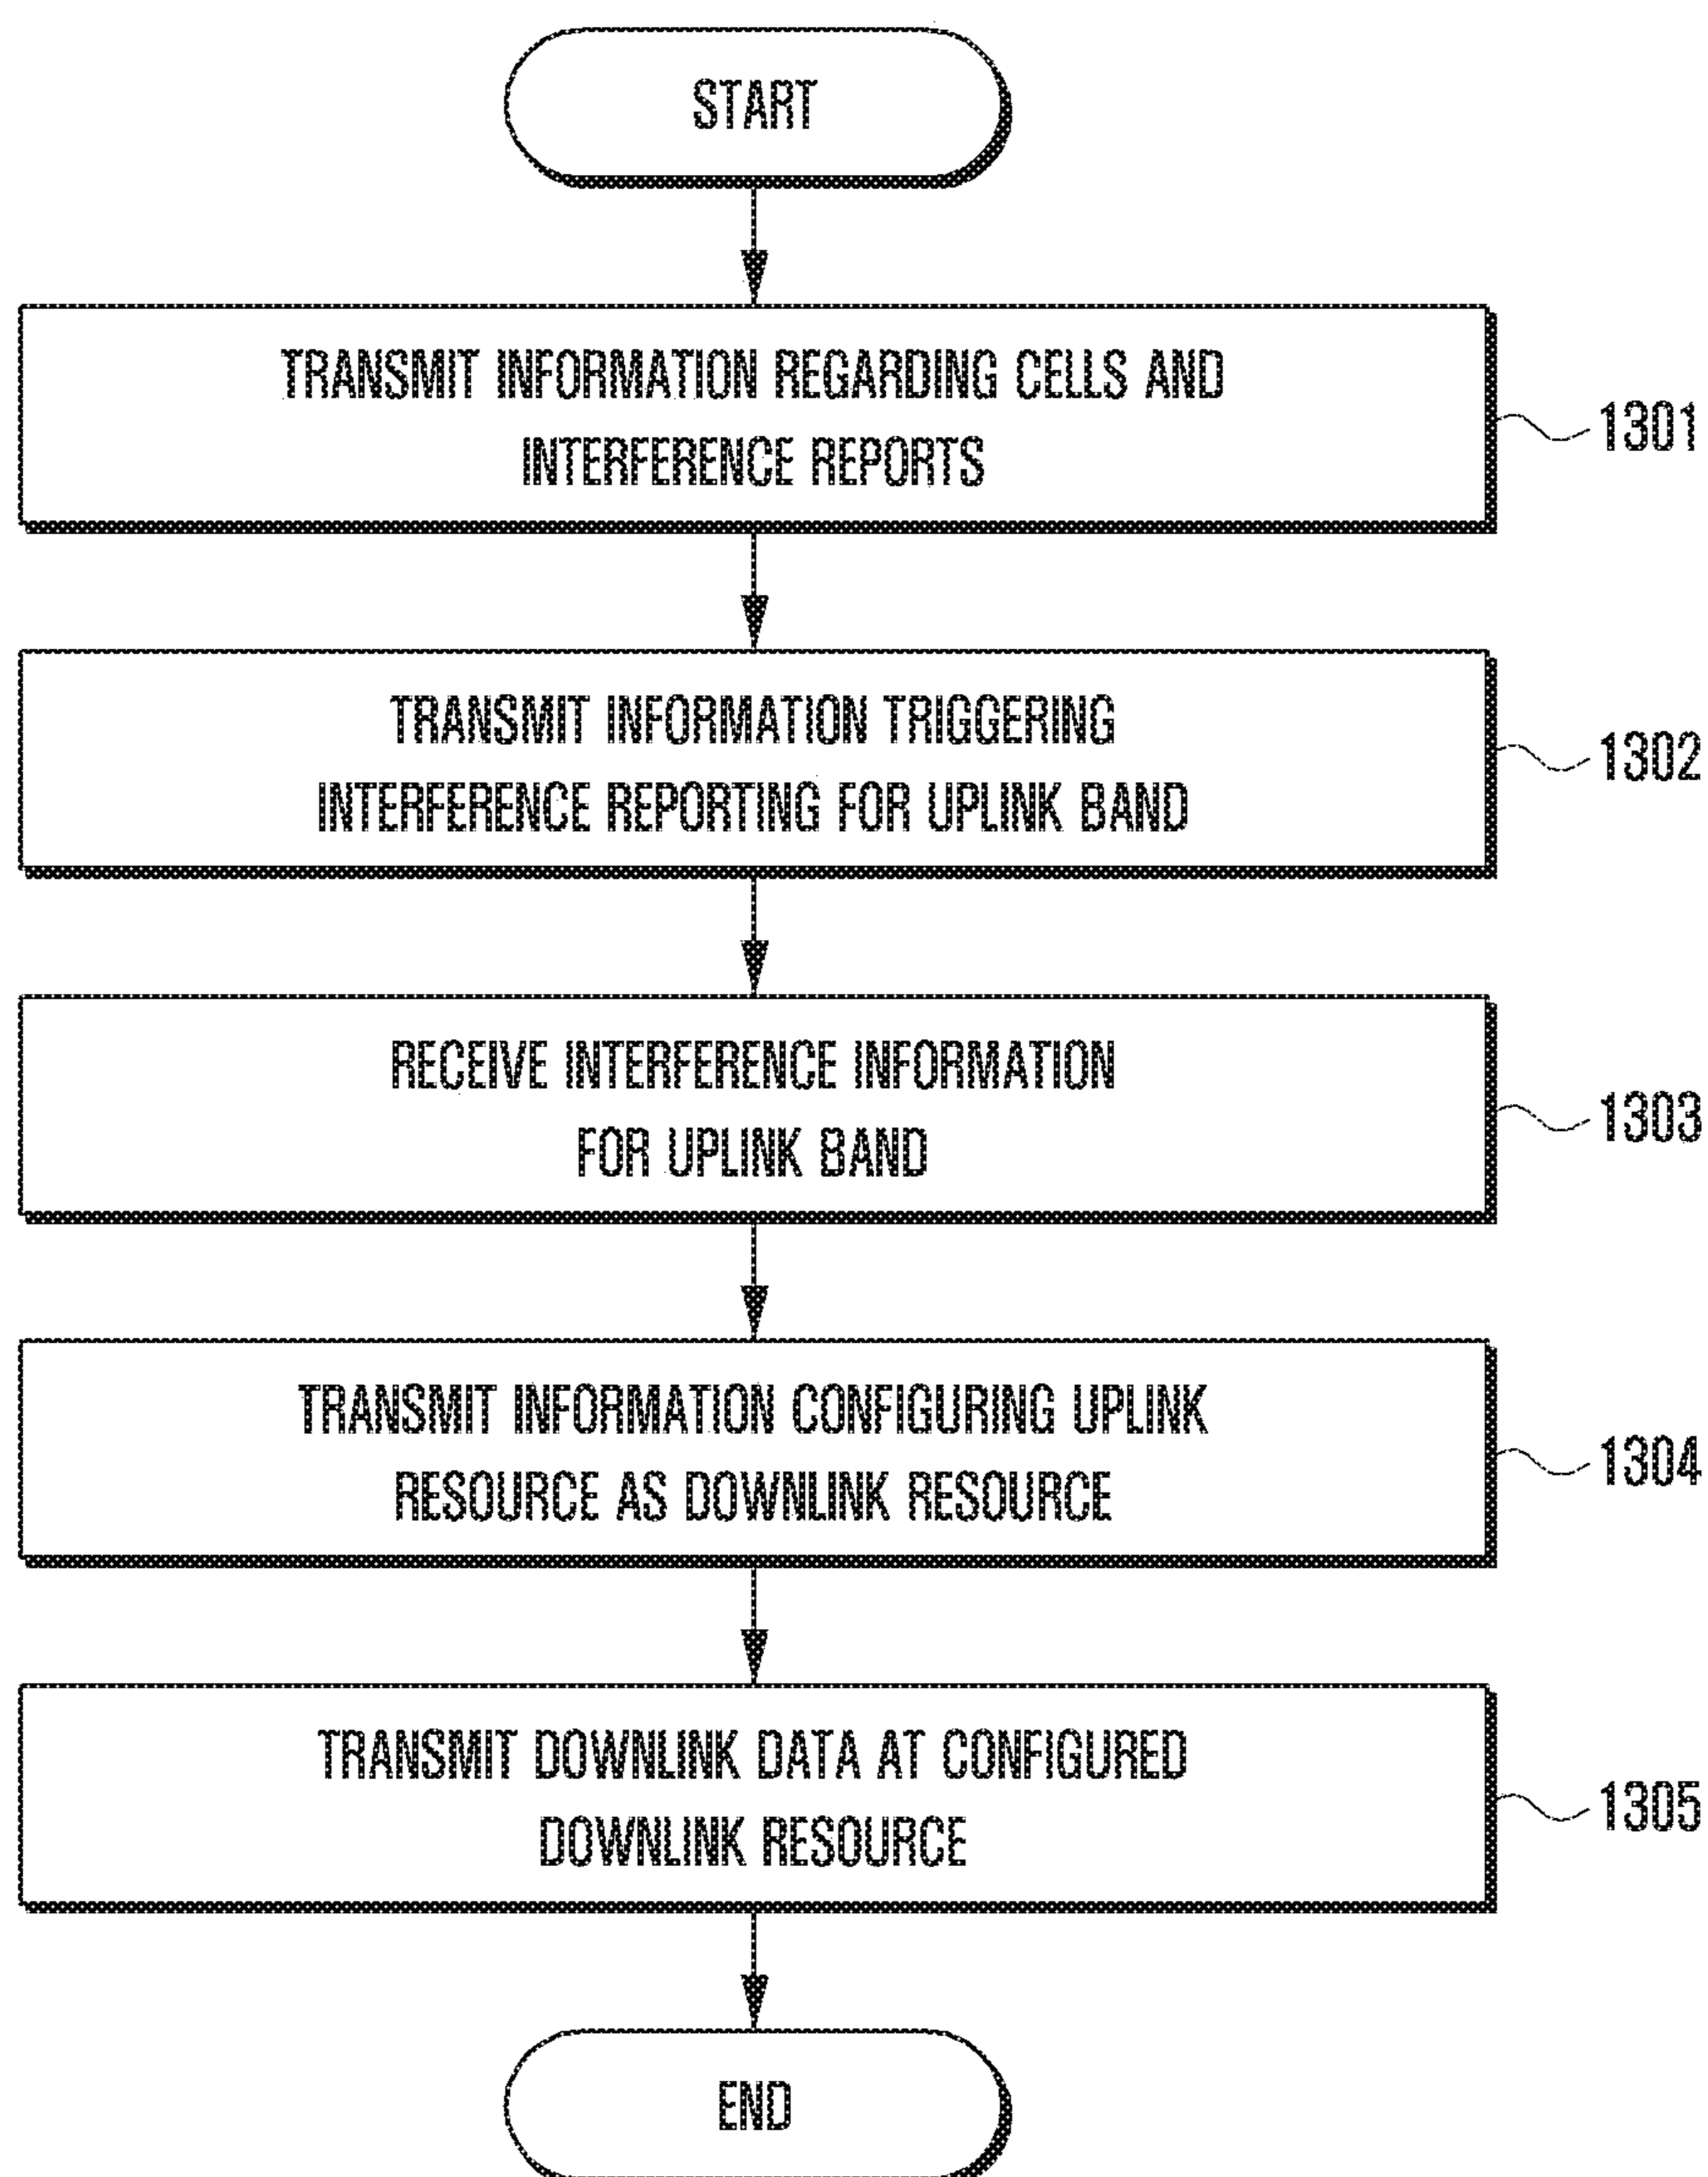 START
TRANSMIT INFORMATION REGARDING CELLS AND
INTERFERENCE REPORTS
1301
TRANSMIT INFORMATION TRIGGERING
INTERFERENCE REPORTING FOR UPLINK BAND
1302
RECEIVE INTERFERENCE INFORMATION
FOR UPLINK BAND
1303
TRANSMIT INFORMATION CONFIGURING UPLINK
RESOURCE AS DOWNLINK RESOURCE
1304
TRANSMIT DOWNLINK DATA AT CONFIGURED
DOWNLINK RESOURCE
1305
END